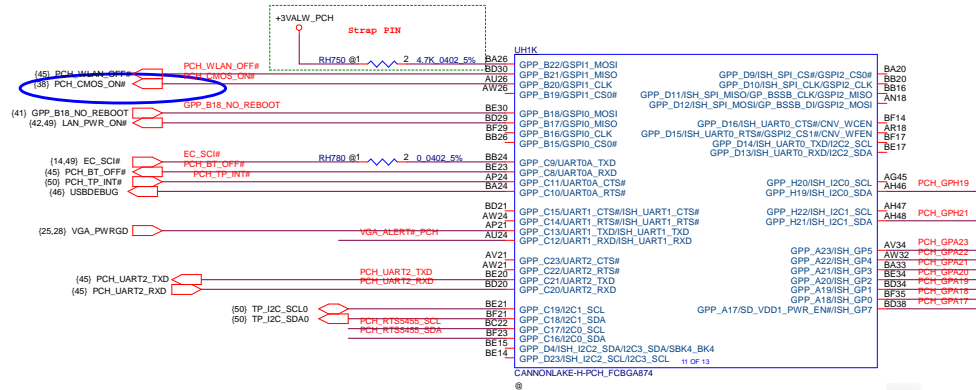 +3VALW_PCH
Strap PIN
RH750 @1 2 4.7K_0402_5%
UH1K
{45} PCH_WLAN_OFF# PCH_WLAN_OFF#
{38} PCH_CMOS_ON# PCH_CMOS_ON#
BA26 GPP_B22/GSPI1_MOSI
BD30 GPP_B21/GSPI1_MISO
AU26 GPP_B20/GSPI1_CLK
AW26 GPP_B19/GSPI1_CS0#
GPP_D9/ISH_SPI_CS#/GSPI2_CS0# BA20
GPP_D10/ISH_SPI_CLK/GSPI2_CLK BB20
GPP_D11/ISH_SPI_MISO/GP_BSSB_CLK/GSPI2_MISO BB16
GPP_D12/ISH_SPI_MOSI/GP_BSSB_DI/GSPI2_MOSI AN18
{41} GPP_B18_NO_REBOOT GPP_B18_NO_REBOOT
{42,49} LAN_PWR_ON#
BE30 GPP_B18/GSPI0_MOSI
BD29 GPP_B17/GSPI0_MISO
BF29 GPP_B16/GSPI0_CLK
BB26 GPP_B15/GSPI0_CS0#
GPP_D16/ISH_UART0_CTS#/CNV_WCEN BF14
GPP_D15/ISH_UART0_RTS#/GSPI2_CS1#/CNV_WFEN AR18
GPP_D14/ISH_UART0_TXD/I2C2_SCL BF17
GPP_D13/ISH_UART0_RXD/I2C2_SDA BE17
{14,49} EC_SCI# EC_SCI# RH780 @1 2 0_0402_5%
{45} PCH_BT_OFF# PCH_BT_OFF#
{50} PCH_TP_INT# PCH_TP_INT#
{46} USBDEBUG
BB24 GPP_C9/UART0A_TXD
BE23 GPP_C8/UART0A_RXD
AP24 GPP_C11/UART0A_CTS#
BA24 GPP_C10/UART0A_RTS#
GPP_H20/ISH_I2C0_SCL AG45
GPP_H19/ISH_I2C0_SDA AH46 PCH_GPH19
GPP_H22/ISH_I2C1_SCL AH47
GPP_H21/ISH_I2C1_SDA AH48 PCH_GPH21
{25,28} VGA_PWRGD
VGA_ALERT#_PCH
BD21 GPP_C15/UART1_CTS#/ISH_UART1_CTS#
AW24 GPP_C14/UART1_RTS#/ISH_UART1_RTS#
AP21 GPP_C13/UART1_TXD/ISH_UART1_TXD
AU24 GPP_C12/UART1_RXD/ISH_UART1_RXD
{45} PCH_UART2_TXD PCH_UART2_TXD
{45} PCH_UART2_RXD PCH_UART2_RXD
AV21 GPP_C23/UART2_CTS#
AW21 GPP_C22/UART2_RTS#
BE20 GPP_C21/UART2_TXD
BD20 GPP_C20/UART2_RXD
GPP_A23/ISH_GP5 AV34 PCH_GPA23
GPP_A22/ISH_GP4 AW32 PCH_GPA22
GPP_A21/ISH_GP3 BA33 PCH_GPA21
GPP_A20/ISH_GP2 BE34 PCH_GPA20
GPP_A19/ISH_GP1 BD34 PCH_GPA19
GPP_A18/ISH_GP0 BF35 PCH_GPA18
GPP_A17/SD_VDD1_PWR_EN#/ISH_GP7 BD38 PCH_GPA17
{50} TP_I2C_SCL0
{50} TP_I2C_SDA0
PCH_RTS5455_SCL
PCH_RTS5455_SDA
BE21 GPP_C19/I2C1_SCL
BF21 GPP_C18/I2C1_SDA
BC22 GPP_C17/I2C0_SCL
BF23 GPP_C16/I2C0_SDA
BE15 GPP_D4/ISH_I2C2_SDA/I2C3_SDA/SBK4_BK4
BE14 GPP_D23/ISH_I2C2_SCL/I2C3_SCL
11 OF 13
CANNONLAKE-H-PCH_FCBGA874
@